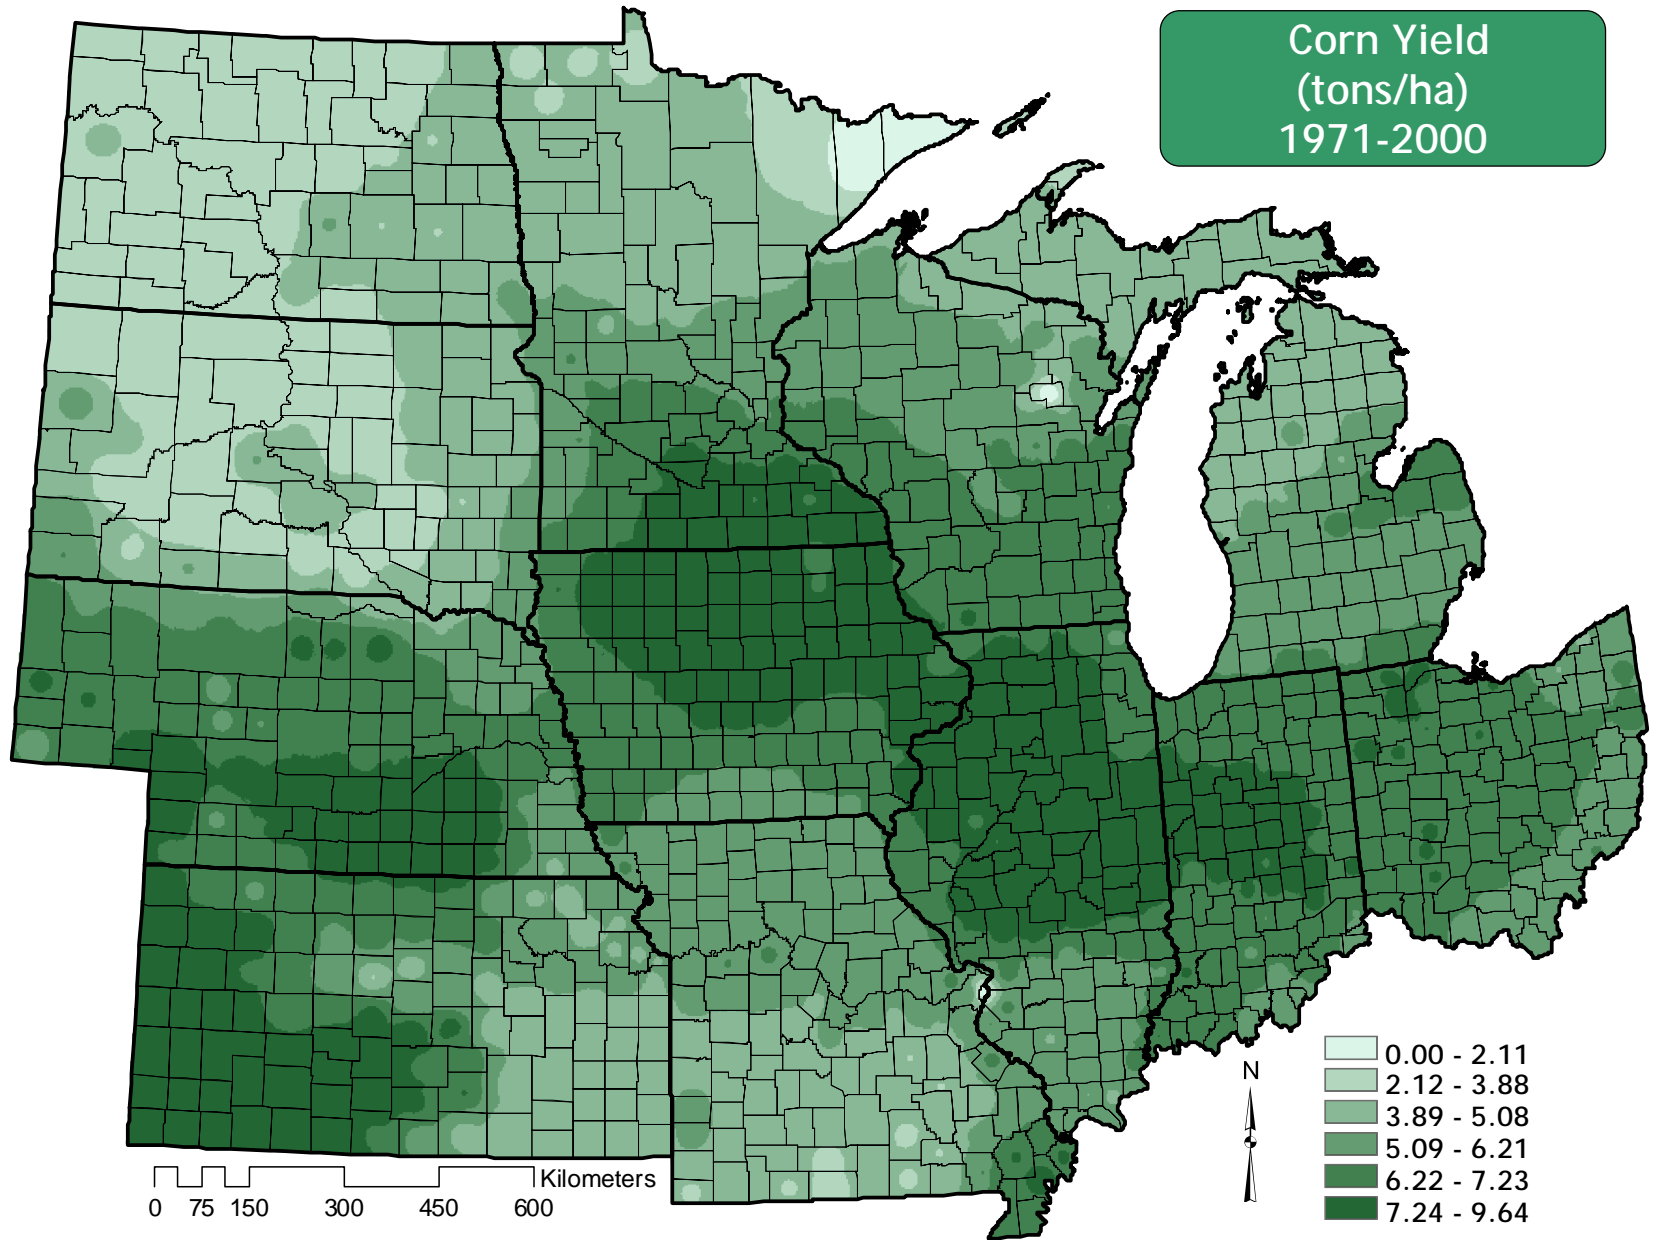 Corn Yield
(tons/ha)
1971-2000
N
0.00 - 2.11
2.12 - 3.88
3.89 - 5.08
5.09 - 6.21
6.22 - 7.23
7.24 - 9.64
Kilometers
0 75 150 300 450 600